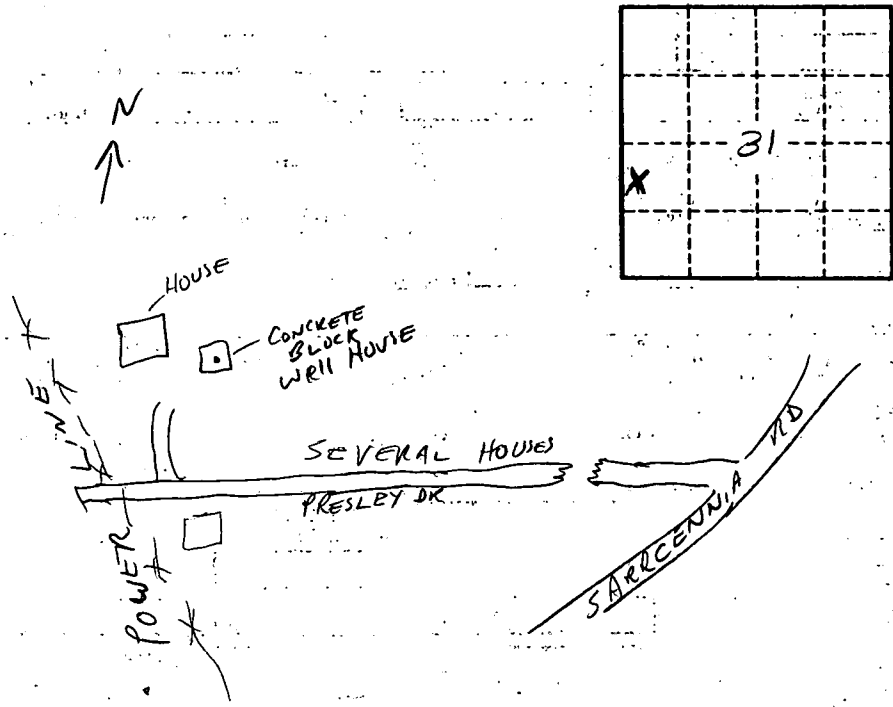 N
31
X
HOUSE
CONCRETE
BLOCK
WEll HOUSE
LINE
SEVERAL HOUSES
PRESLEY DR
POWER
SARRCENNIA RD